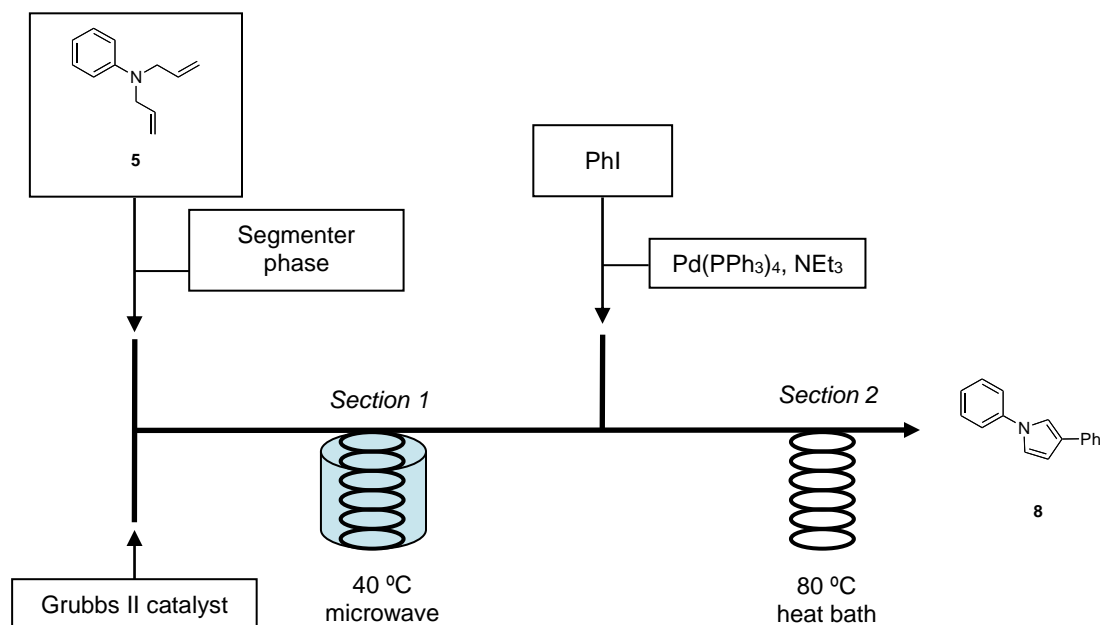 N
5
Segmenter
phase
PhI
Pd(PPh₃)₄, NEt₃
Section 1
Section 2
N
Ph
8
Grubbs II catalyst
40 ºC
microwave
80 ºC
heat bath